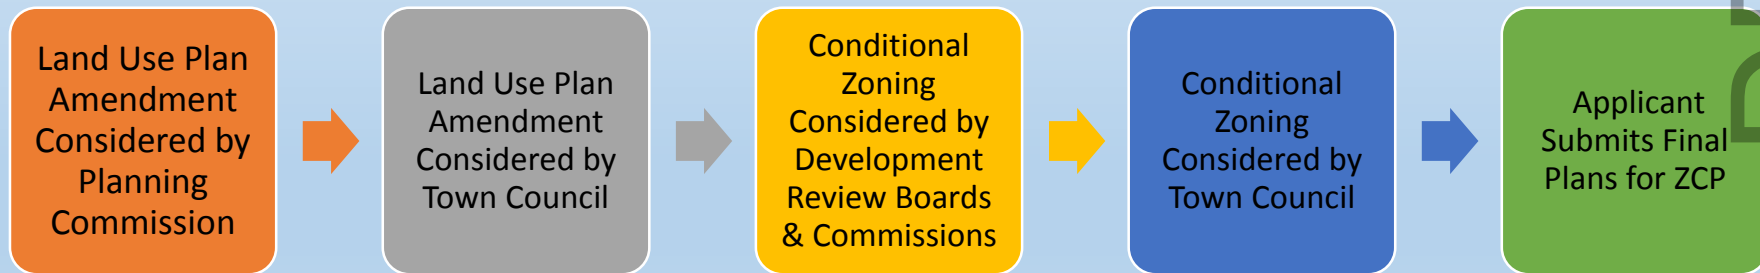 Land Use Plan
Amendment
Considered by
Planning
Commission
Land Use Plan
Amendment
Considered by
Town Council
Conditional
Zoning
Considered by
Development
Review Boards
& Commissions
Conditional
Zoning
Considered by
Town Council
Applicant
Submits Final
Plans for ZCP